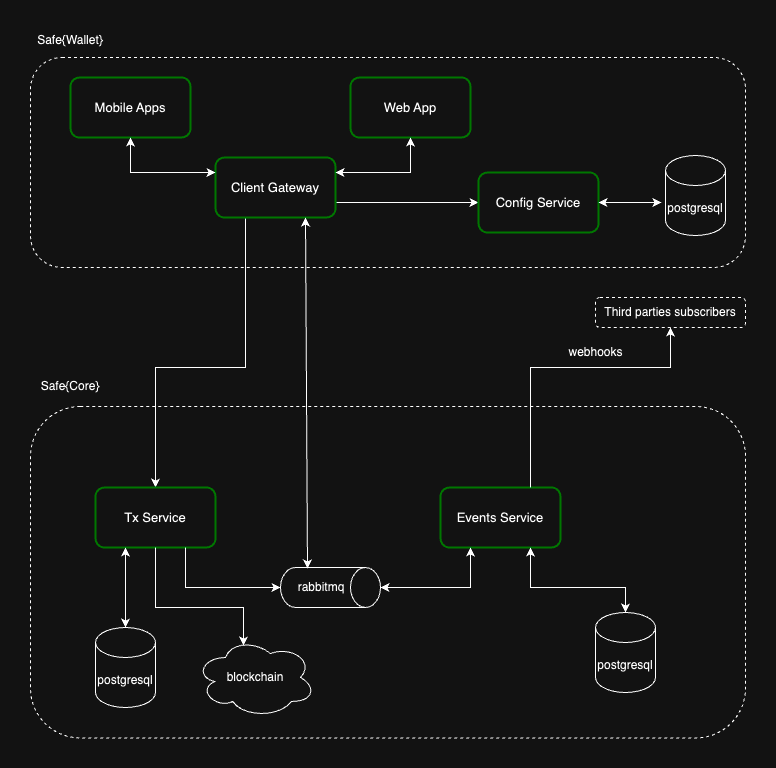 Safe{Wallet}
Mobile Apps
Web App
Client Gateway
Config Service
postgresql
Third parties subscribers
webhooks
Safe{Core}
Tx Service
Events Service
rabbitmq
postgresql
blockchain
postgresql